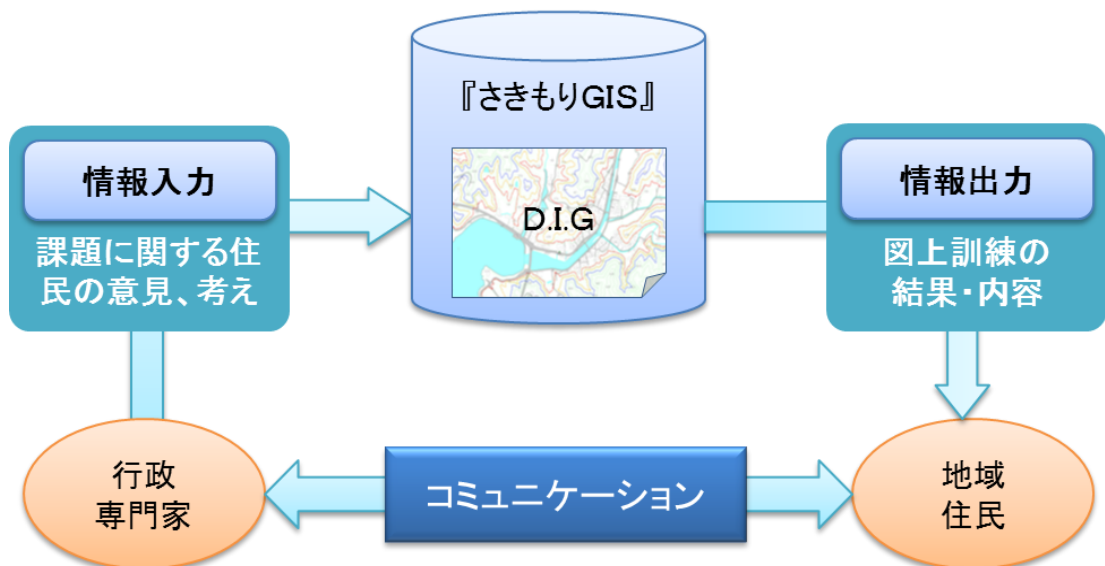 『さきもりGIS』
D.I.G
情報入力
課題に関する住
民の意見、考え
情報出力
図上訓練の
結果・内容
行政
専門家
コミュニケーション
地域
住民